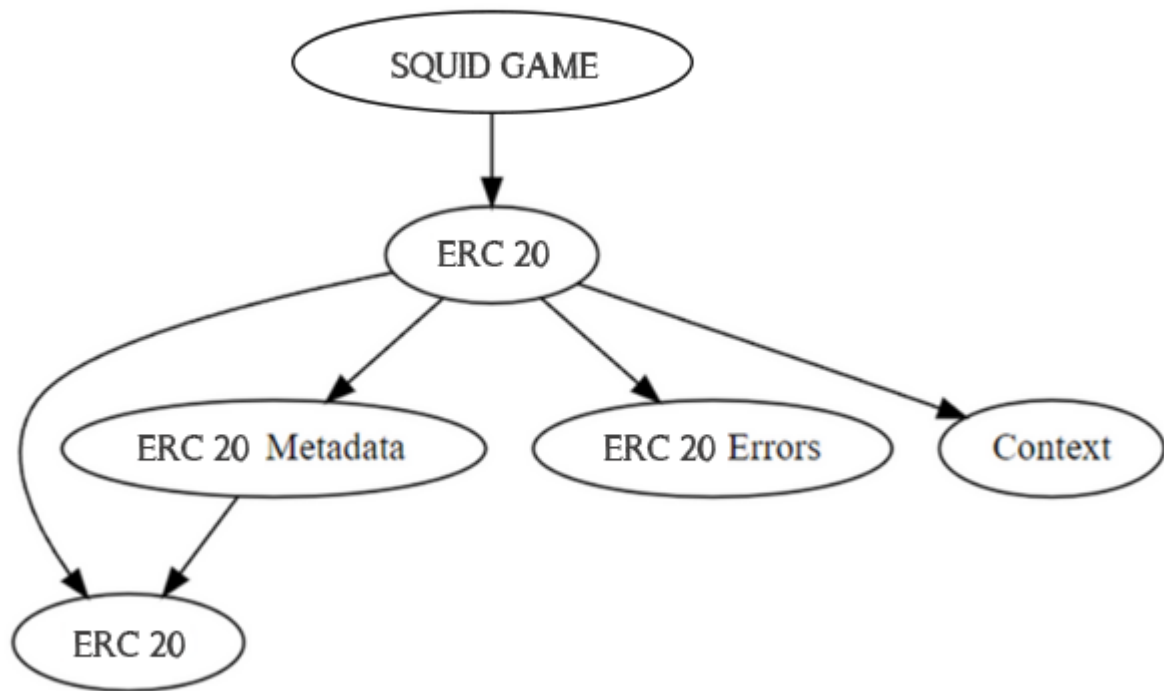 SQUID GAME
ERC 20
ERC 20 Metadata
ERC 20 Errors
Context
ERC 20